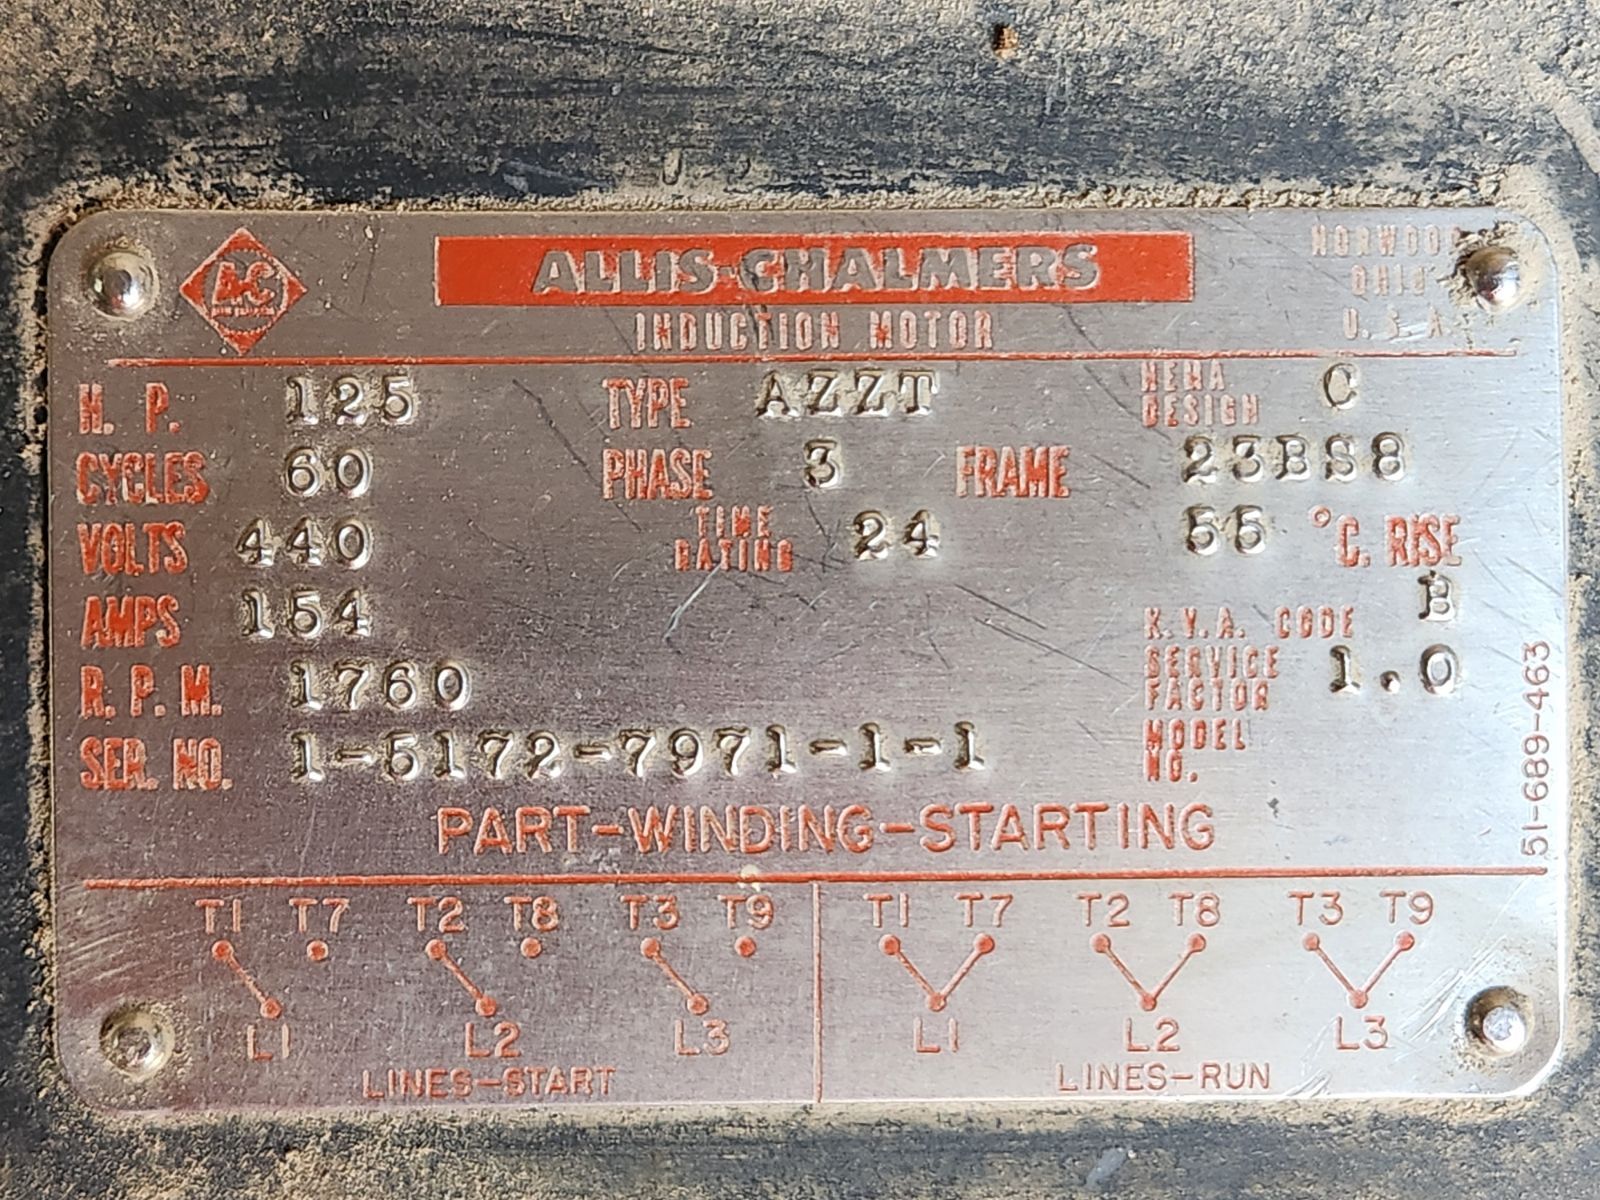 A-C
ALLIS-CHALMERS
INDUCTION MOTOR
NORWOOD
OHIO
U. S. A.
H. P. 125 TYPE AZZT NEMA DESIGN C
CYCLES 60 PHASE 3 FRAME 23BS8
VOLTS 440 TIME RATING 24 55 °C. RISE
AMPS 154 K.V.A. CODE B
R. P. M. 1760 SERVICE FACTOR 1.0
SER. NO. 1-5172-7971-1-1 MODEL NO.
51-689-463
PART-WINDING-STARTING
T1 T7 T2 T8 T3 T9 T1 T7 T2 T8 T3 T9
L1 L2 L3 L1 L2 L3
LINES-START LINES-RUN